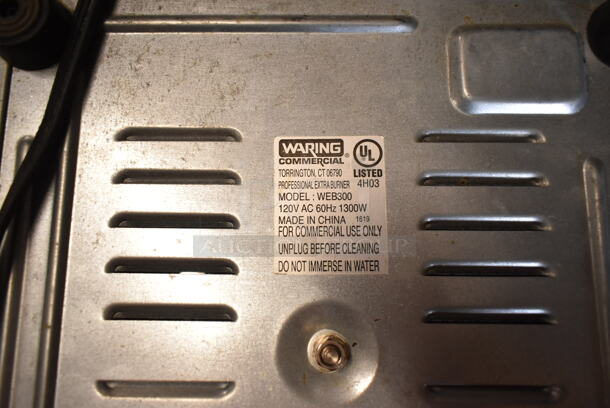 WARING
COMMERCIAL®
TORRINGTON, CT 06790
PROFESSIONAL EXTRA BURNER
UL
LISTED
4H03
MODEL : WEB300
120V AC 60Hz 1300W
MADE IN CHINA 1619
FOR COMMERCIAL USE ONLY
UNPLUG BEFORE CLEANING
DO NOT IMMERSE IN WATER